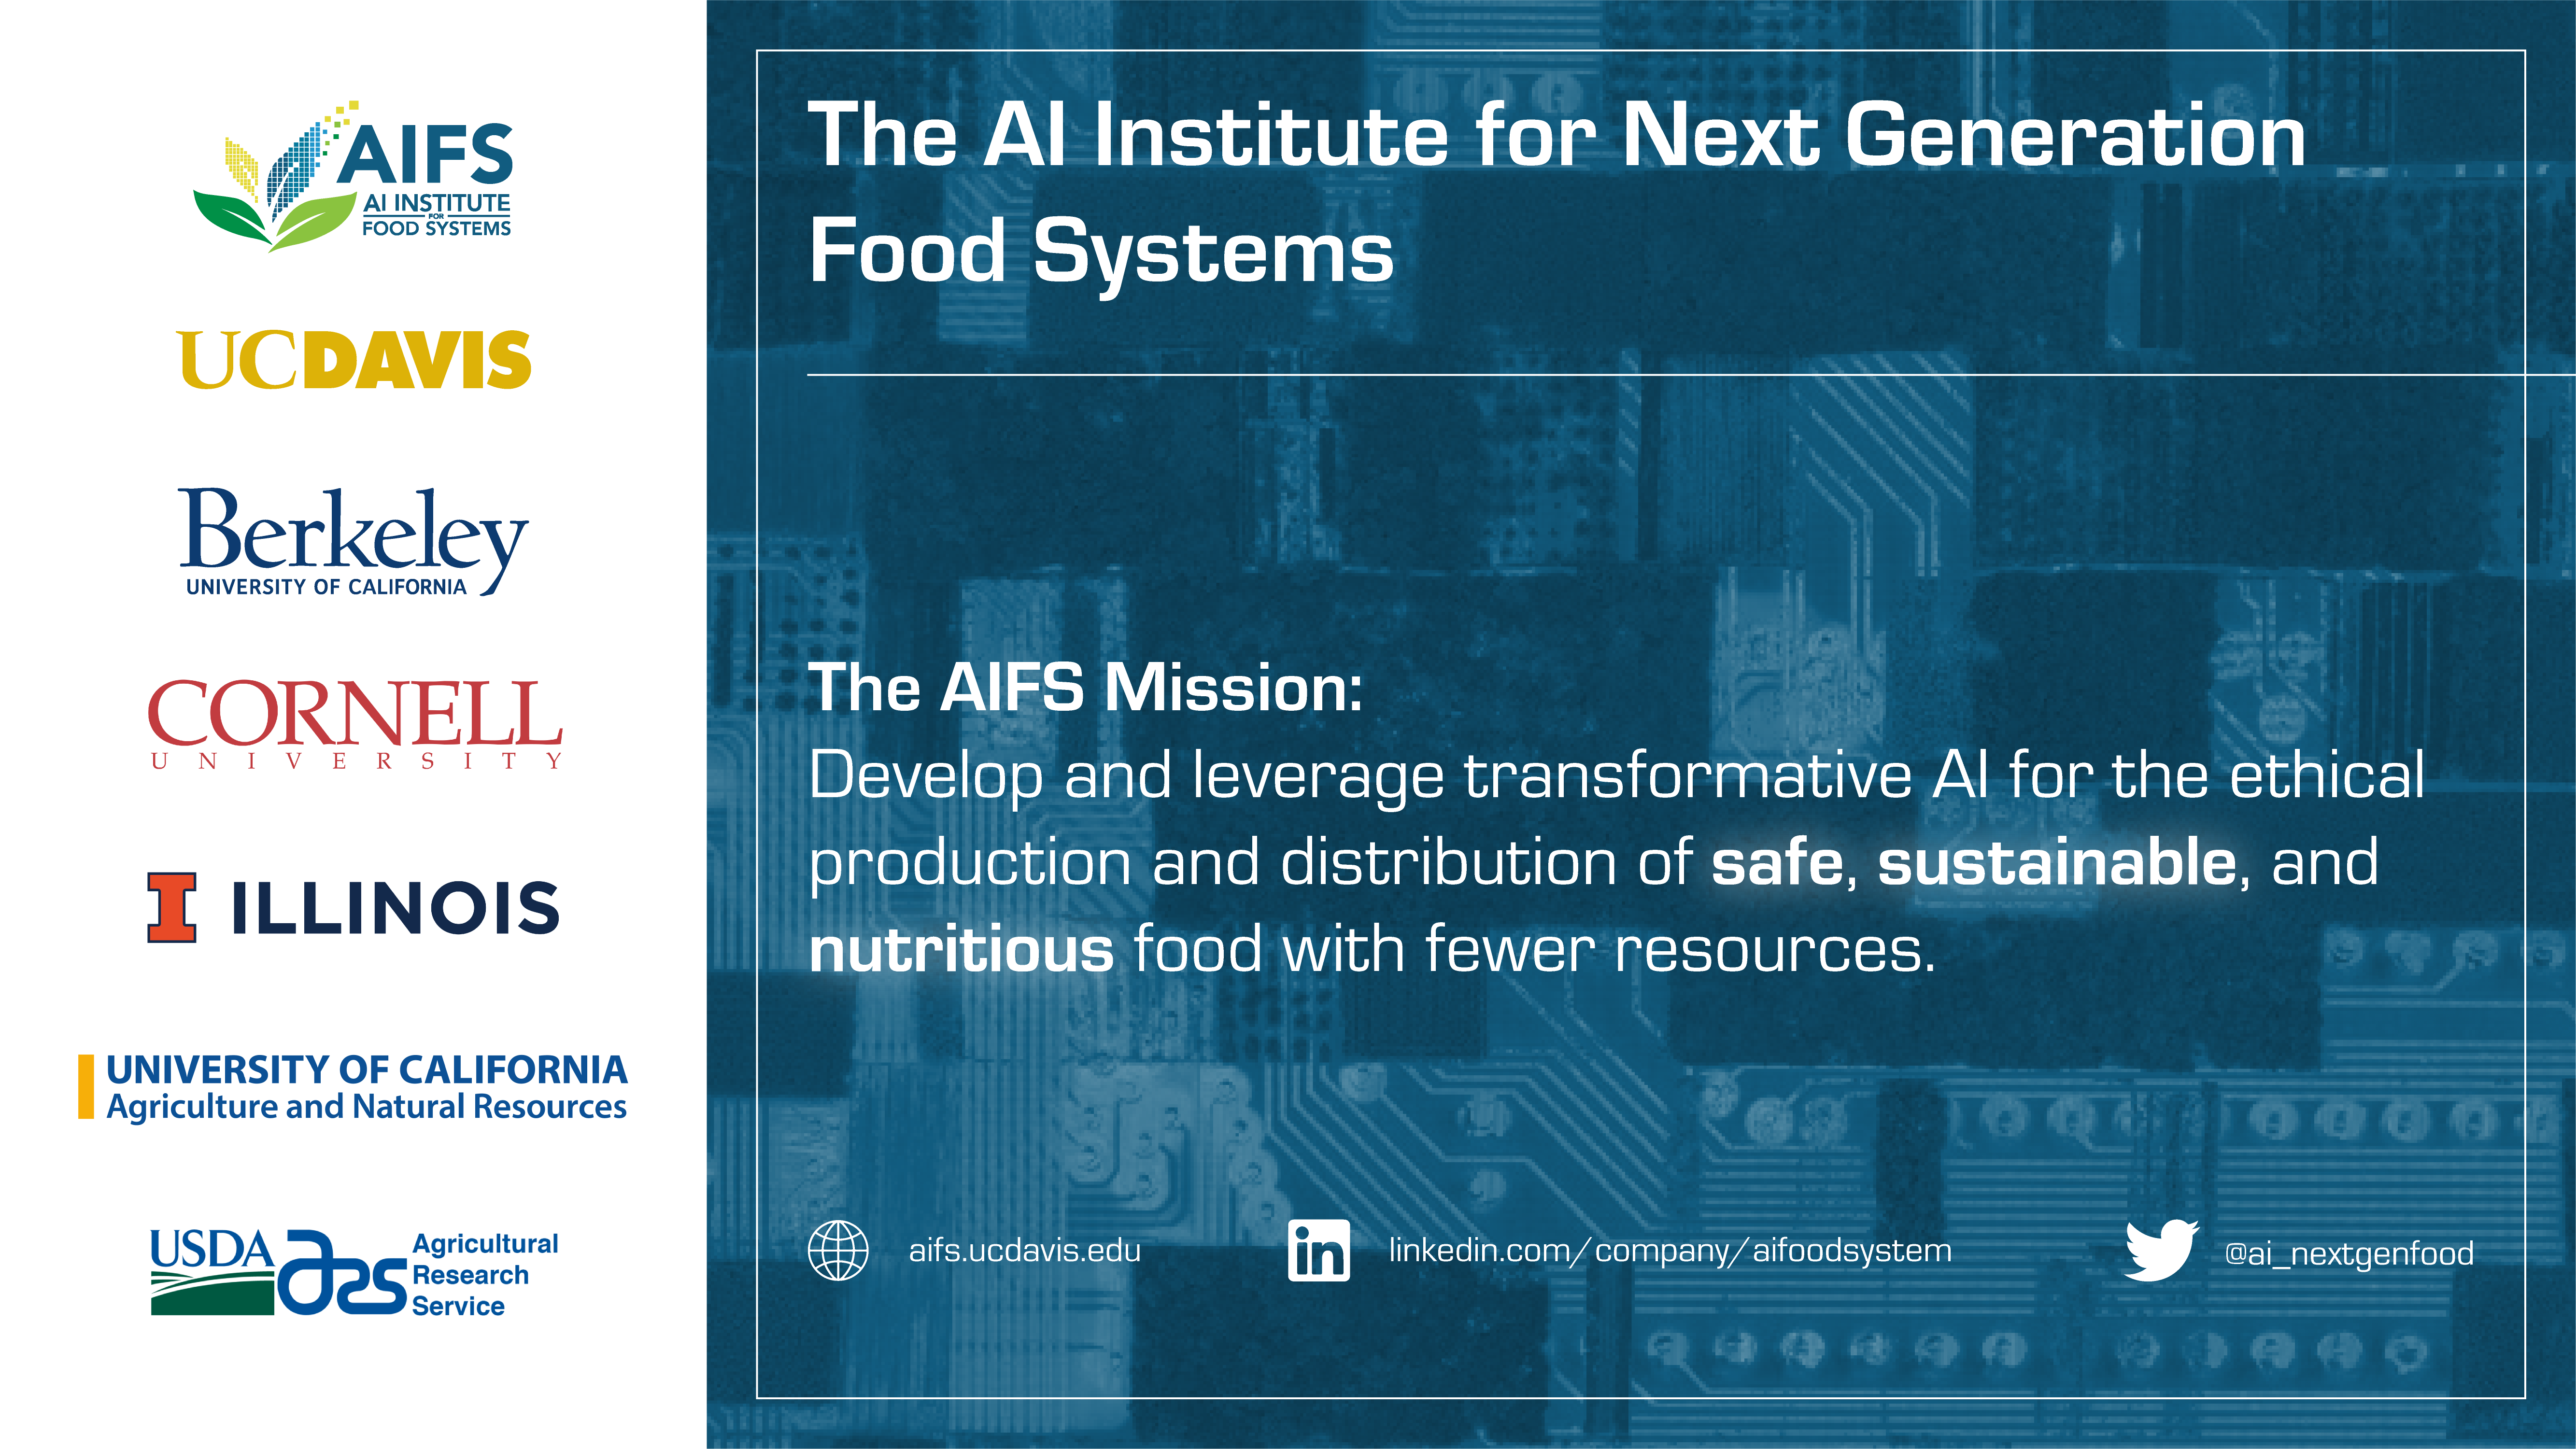 AIFS
AI INSTITUTE
FOR
FOOD SYSTEMS
UCDAVIS
Berkeley
UNIVERSITY OF CALIFORNIA
CORNELL
UNIVERSITY
I ILLINOIS
UNIVERSITY OF CALIFORNIA
Agriculture and Natural Resources
USDA ars Agricultural
Research
Service
The AI Institute for Next Generation
Food Systems
The AIFS Mission:
Develop and leverage transformative AI for the ethical
production and distribution of safe, sustainable, and
nutritious food with fewer resources.
aifs.ucdavis.edu
in linkedin.com/company/aifoodsystem
@ai_nextgenfood